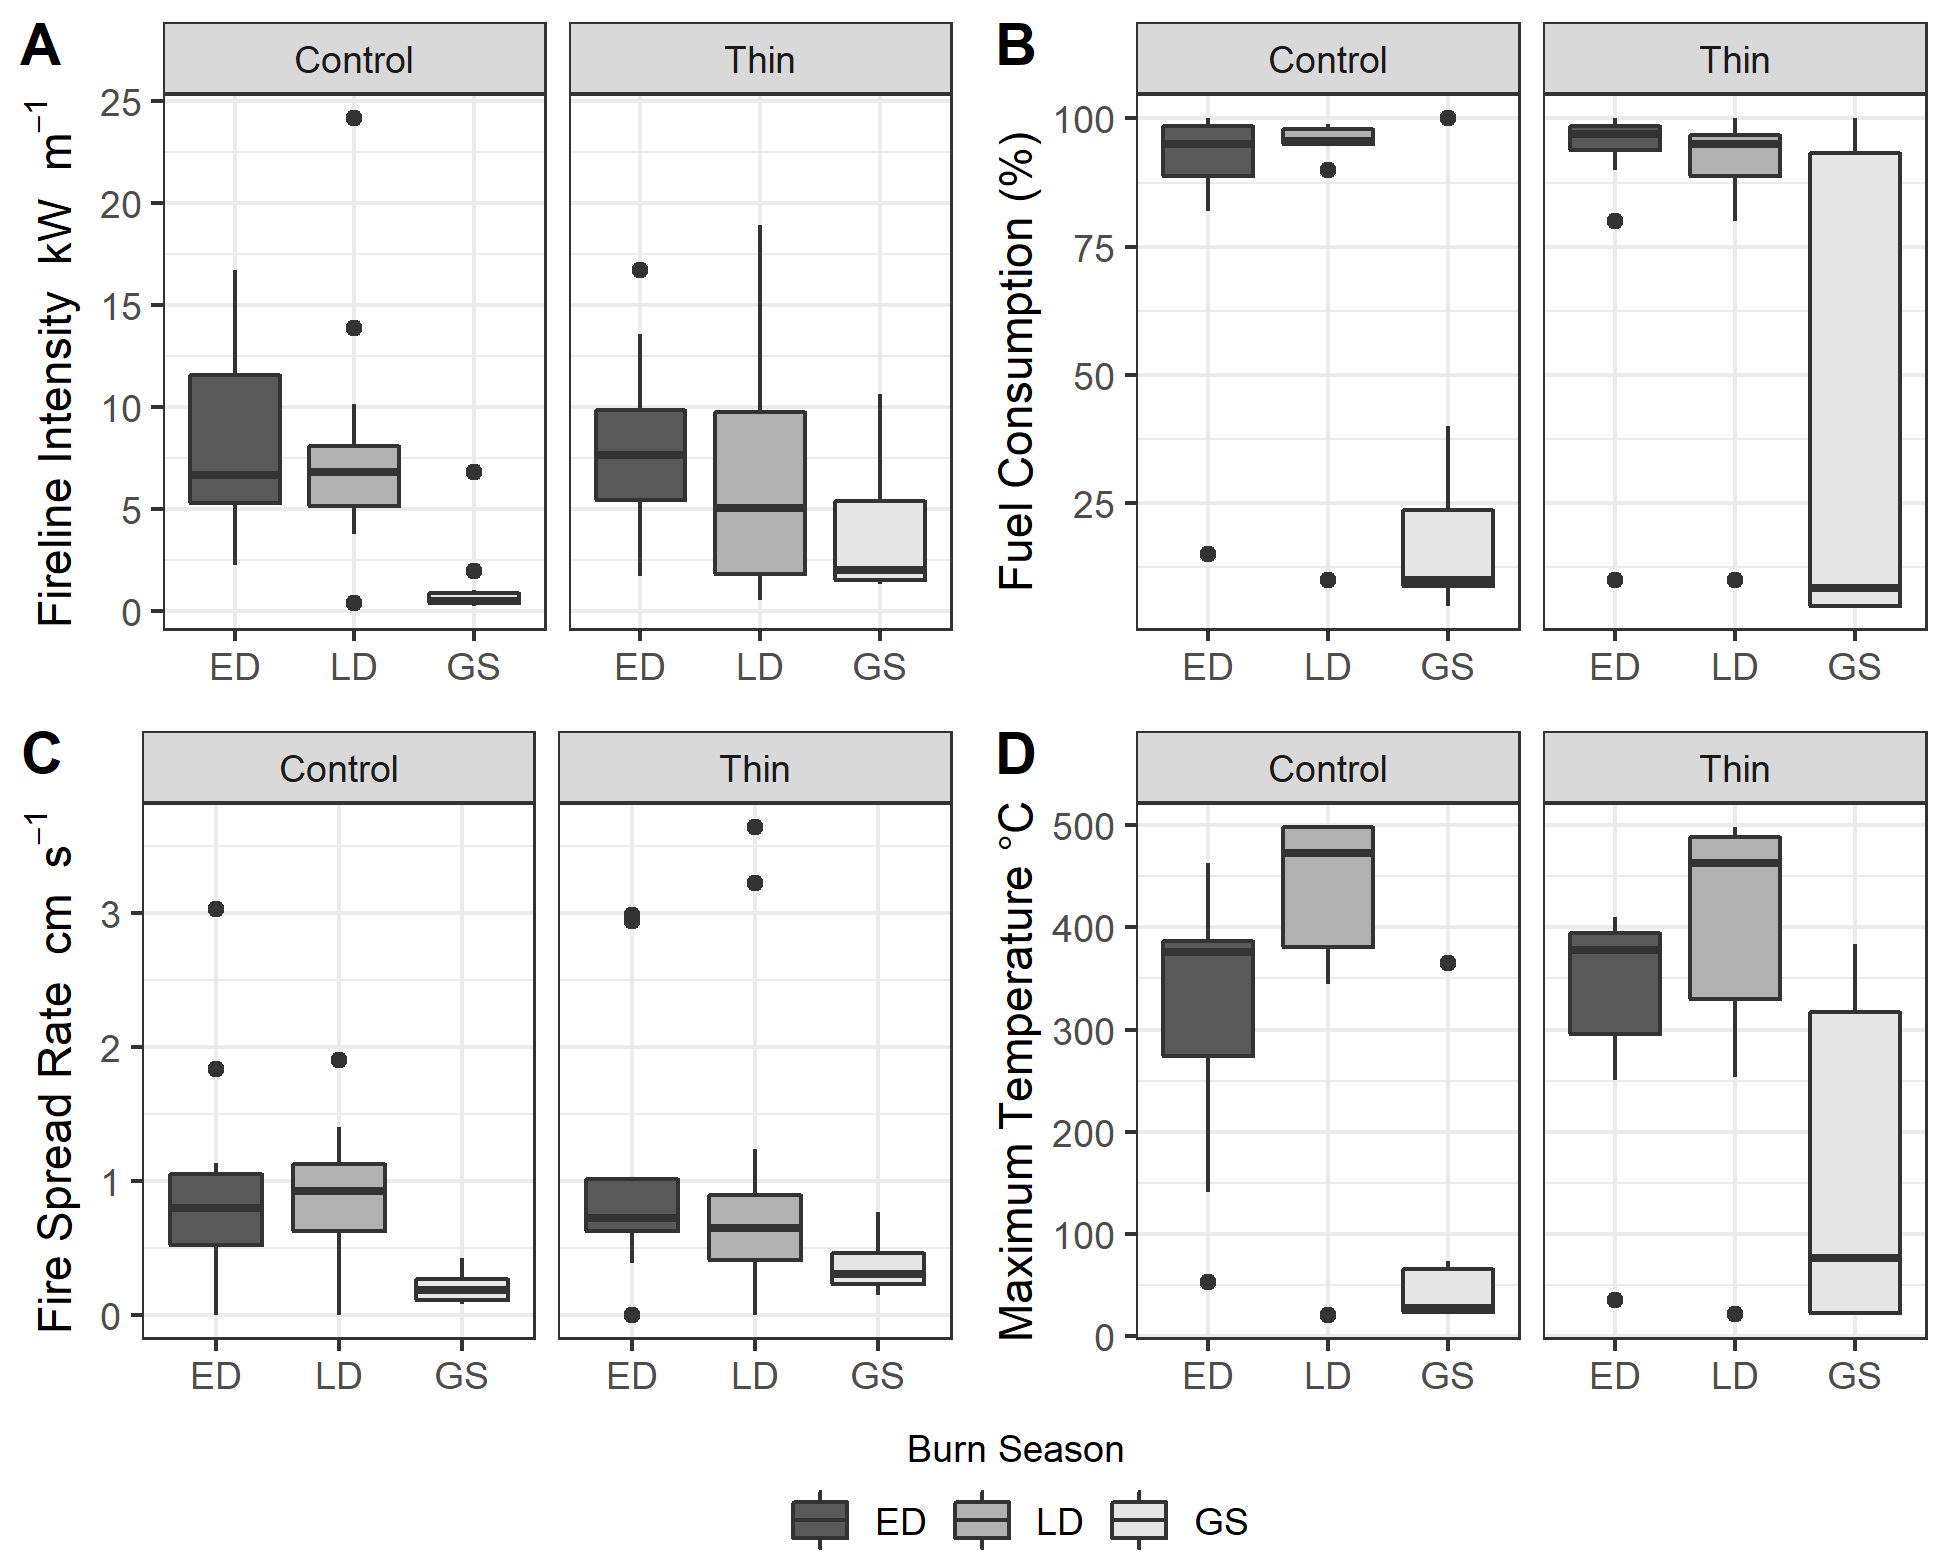 A
Control
Thin
Fireline Intensity kW m⁻¹
25
20
15
10
5
0
ED LD GS
ED LD GS
B
Control
Thin
Fuel Consumption (%)
100
75
50
25
ED LD GS
ED LD GS
C
Control
Thin
Fire Spread Rate cm s⁻¹
3
2
1
0
ED LD GS
ED LD GS
D
Control
Thin
Maximum Temperature °C
500
400
300
200
100
0
ED LD GS
ED LD GS
Burn Season
ED LD GS